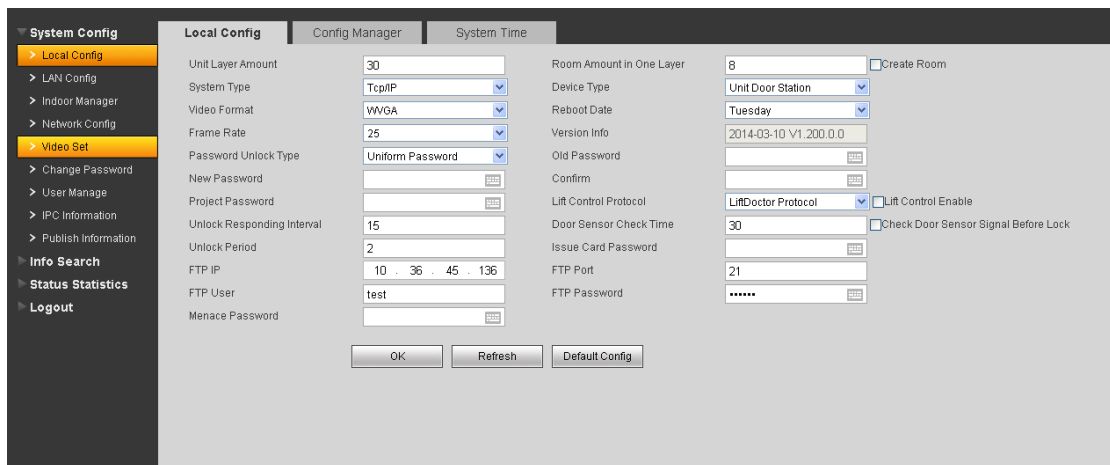 System Config
> Local Config
> LAN Config
> Indoor Manager
> Network Config
> Video Set
> Change Password
> User Manage
> IPC Information
> Publish Information
Info Search
Status Statistics
Logout
Local Config Config Manager System Time
Unit Layer Amount 30 Room Amount in One Layer 8 Create Room
System Type Tcp/IP Device Type Unit Door Station
Video Format WVGA Reboot Date Tuesday
Frame Rate 25 Version Info 2014-03-10 V1.200.0.0
Password Unlock Type Uniform Password Old Password
New Password Confirm
Project Password Lift Control Protocol LiftDoctor Protocol Lift Control Enable
Unlock Responding Interval 15 Door Sensor Check Time 30 Check Door Sensor Signal Before Lock
Unlock Period 2 Issue Card Password
FTP IP 10 . 36 . 45 . 136 FTP Port 21
FTP User test FTP Password ••••••
Menace Password
OK Refresh Default Config